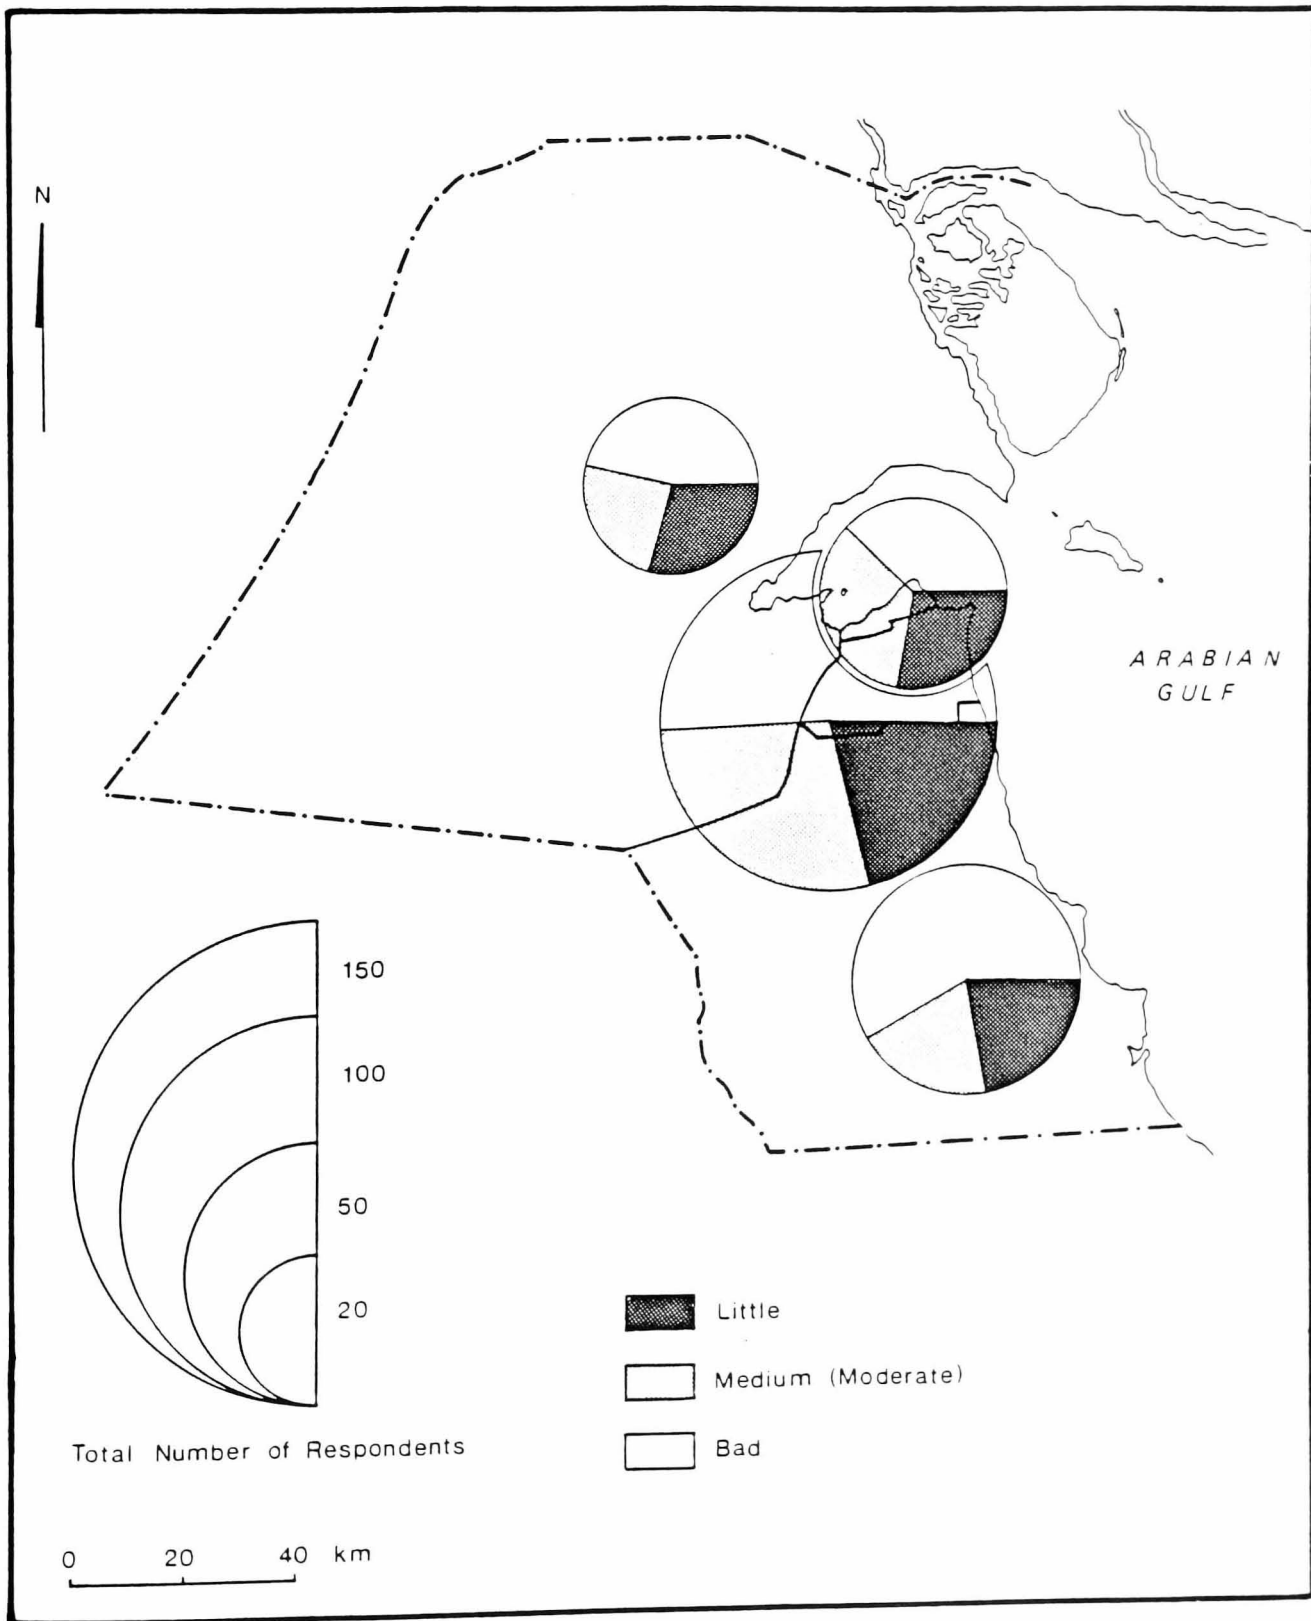 N
ARABIAN
GULF
150
100
50
20
Total Number of Respondents
Little
Medium (Moderate)
Bad
0 20 40 km